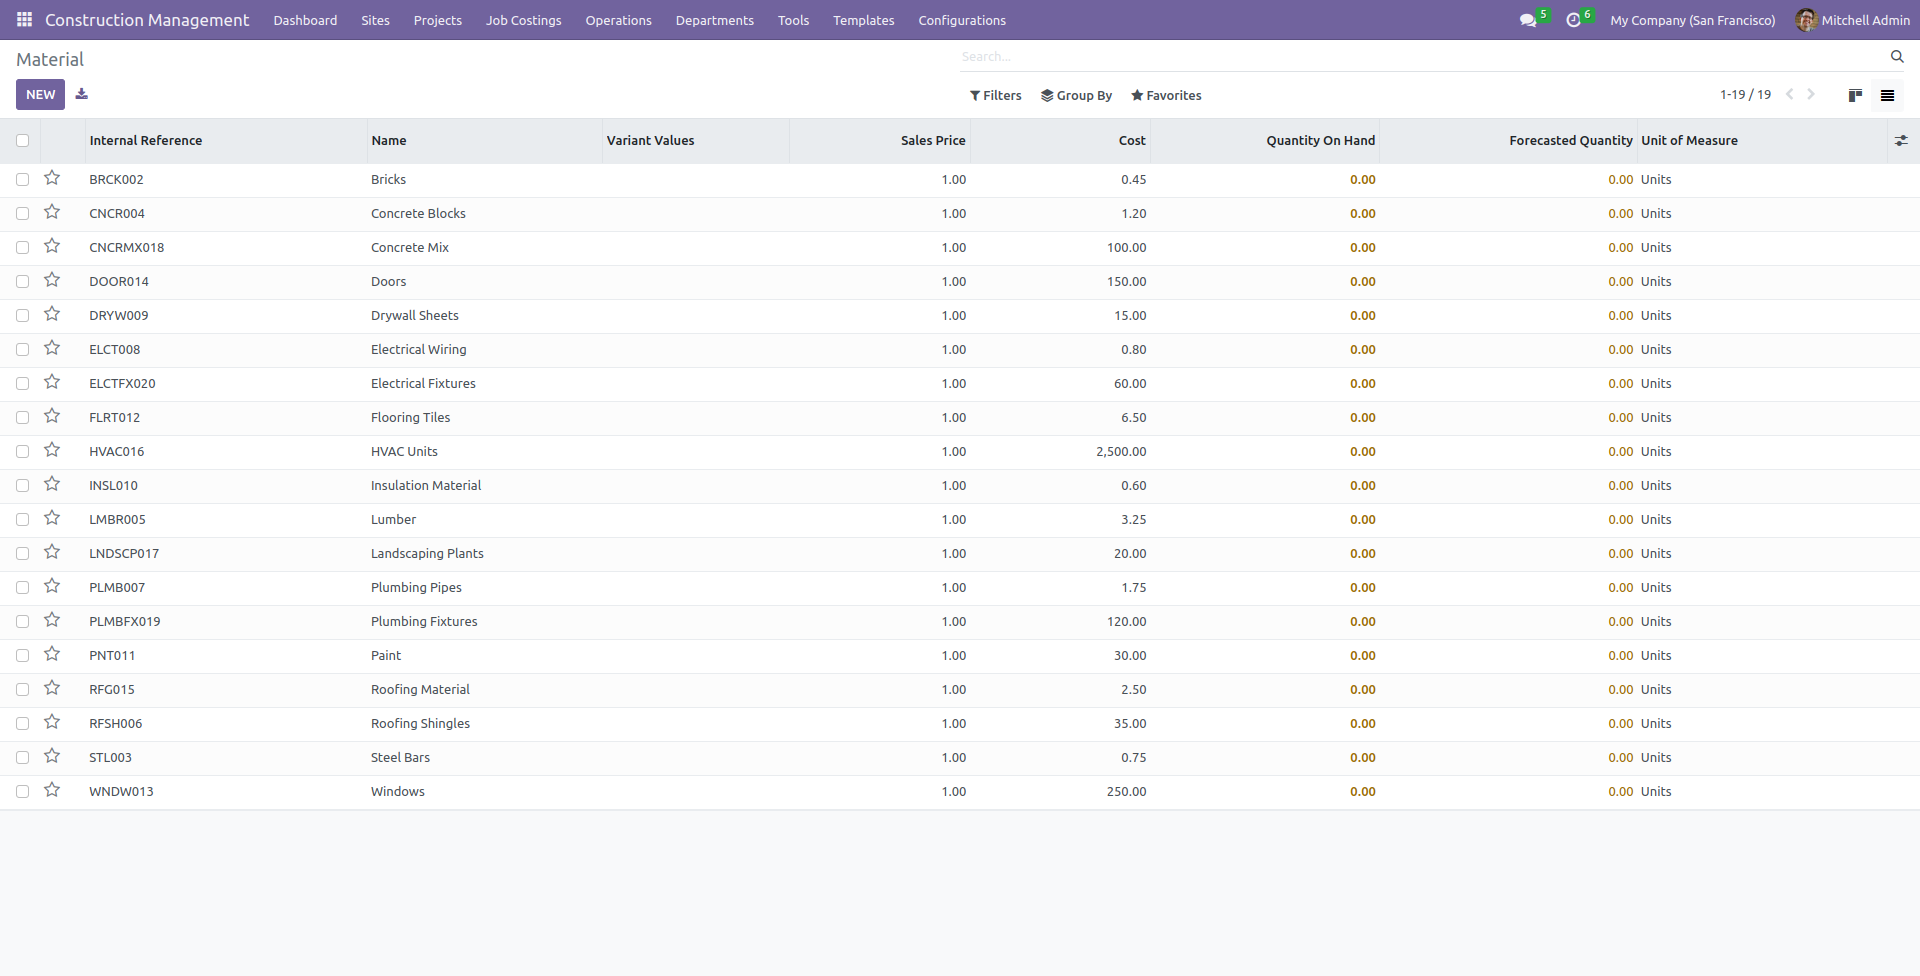 Construction Management Dashboard Sites Projects Job Costings Operations Departments Tools Templates Configurations 5 6 My Company (San Francisco) Mitchell Admin
Material Search...
NEW Filters Group By Favorites 1-19 / 19
Internal Reference Name Variant Values Sales Price Cost Quantity On Hand Forecasted Quantity Unit of Measure
BRCK002 Bricks 1.00 0.45 0.00 0.00 Units
CNCR004 Concrete Blocks 1.00 1.20 0.00 0.00 Units
CNCRMX018 Concrete Mix 1.00 100.00 0.00 0.00 Units
DOOR014 Doors 1.00 150.00 0.00 0.00 Units
DRYW009 Drywall Sheets 1.00 15.00 0.00 0.00 Units
ELCT008 Electrical Wiring 1.00 0.80 0.00 0.00 Units
ELCTFX020 Electrical Fixtures 1.00 60.00 0.00 0.00 Units
FLRT012 Flooring Tiles 1.00 6.50 0.00 0.00 Units
HVAC016 HVAC Units 1.00 2,500.00 0.00 0.00 Units
INSL010 Insulation Material 1.00 0.60 0.00 0.00 Units
LMBR005 Lumber 1.00 3.25 0.00 0.00 Units
LNDSCP017 Landscaping Plants 1.00 20.00 0.00 0.00 Units
PLMB007 Plumbing Pipes 1.00 1.75 0.00 0.00 Units
PLMBFX019 Plumbing Fixtures 1.00 120.00 0.00 0.00 Units
PNT011 Paint 1.00 30.00 0.00 0.00 Units
RFG015 Roofing Material 1.00 2.50 0.00 0.00 Units
RFSH006 Roofing Shingles 1.00 35.00 0.00 0.00 Units
STL003 Steel Bars 1.00 0.75 0.00 0.00 Units
WNDW013 Windows 1.00 250.00 0.00 0.00 Units